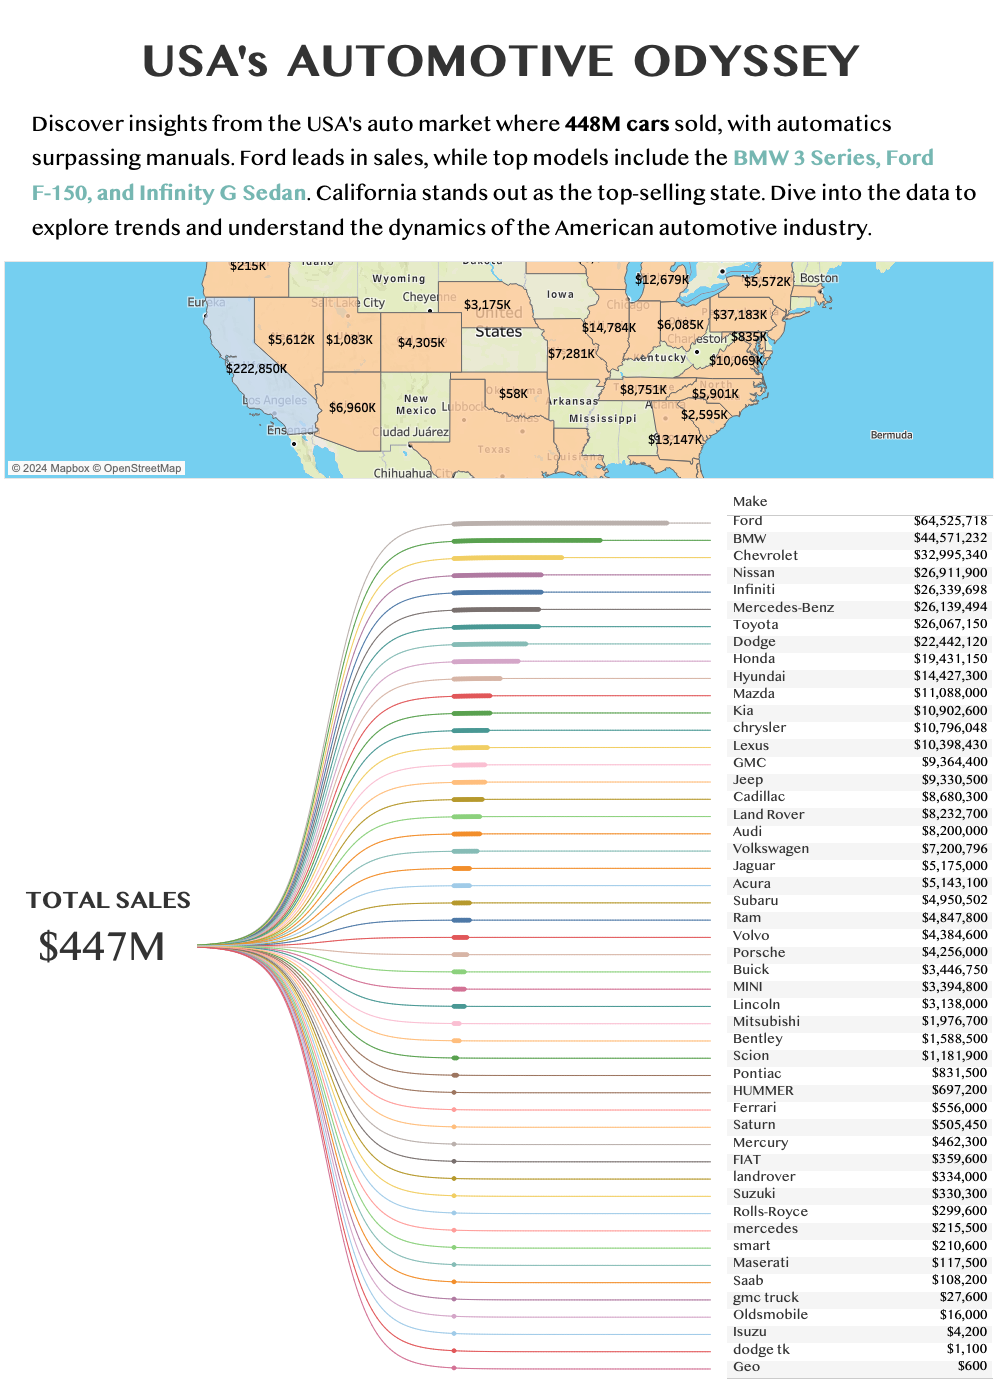 USA's AUTOMOTIVE ODYSSEY
Discover insights from the USA's auto market where 448M cars sold, with automatics
surpassing manuals. Ford leads in sales, while top models include the BMW 3 Series, Ford
F-150, and Infinity G Sedan. California stands out as the top-selling state. Dive into the data to
explore trends and understand the dynamics of the American automotive industry.
$215K
Idaho
Wyoming
Dakota
$12,679K
$5,572K
Boston
Eureka
Salt Lake City
Cheyenne
$3,175K
Iowa
Chicago
$37,183K
United
States
$14,784K
$6,085K
$835K
$5,612K
$1,083K
$4,305K
$7,281K
Kentucky
$10,069K
$222,850K
Los Angeles
$6,960K
New
Mexico
Lubbock
Oklahoma
$58K
Arkansas
$8,751K
North
$5,901K
Ensenada
Ciudad Juárez
Dallas
Mississippi
Atlanta
$2,595K
Texas
Louisiana
$13,147K
Bermuda
Chihuahua City
© 2024 Mapbox © OpenStreetMap
Make
Ford $64,525,718
BMW $44,571,232
Chevrolet $32,995,340
Nissan $26,911,900
Infiniti $26,339,698
Mercedes-Benz $26,139,494
Toyota $26,067,150
Dodge $22,442,120
Honda $19,431,150
Hyundai $14,427,300
Mazda $11,088,000
Kia $10,902,600
chrysler $10,796,048
Lexus $10,398,430
GMC $9,364,400
Jeep $9,330,500
Cadillac $8,680,300
Land Rover $8,232,700
Audi $8,200,000
Volkswagen $7,200,796
Jaguar $5,175,000
Acura $5,143,100
Subaru $4,950,502
Ram $4,847,800
Volvo $4,384,600
Porsche $4,256,000
Buick $3,446,750
MINI $3,394,800
Lincoln $3,138,000
Mitsubishi $1,976,700
Bentley $1,588,500
Scion $1,181,900
Pontiac $831,500
HUMMER $697,200
Ferrari $556,000
Saturn $505,450
Mercury $462,300
FIAT $359,600
landrover $334,000
Suzuki $330,300
Rolls-Royce $299,600
mercedes $215,500
smart $210,600
Maserati $117,500
Saab $108,200
gmc truck $27,600
Oldsmobile $16,000
Isuzu $4,200
dodge tk $1,100
Geo $600
TOTAL SALES
$447M